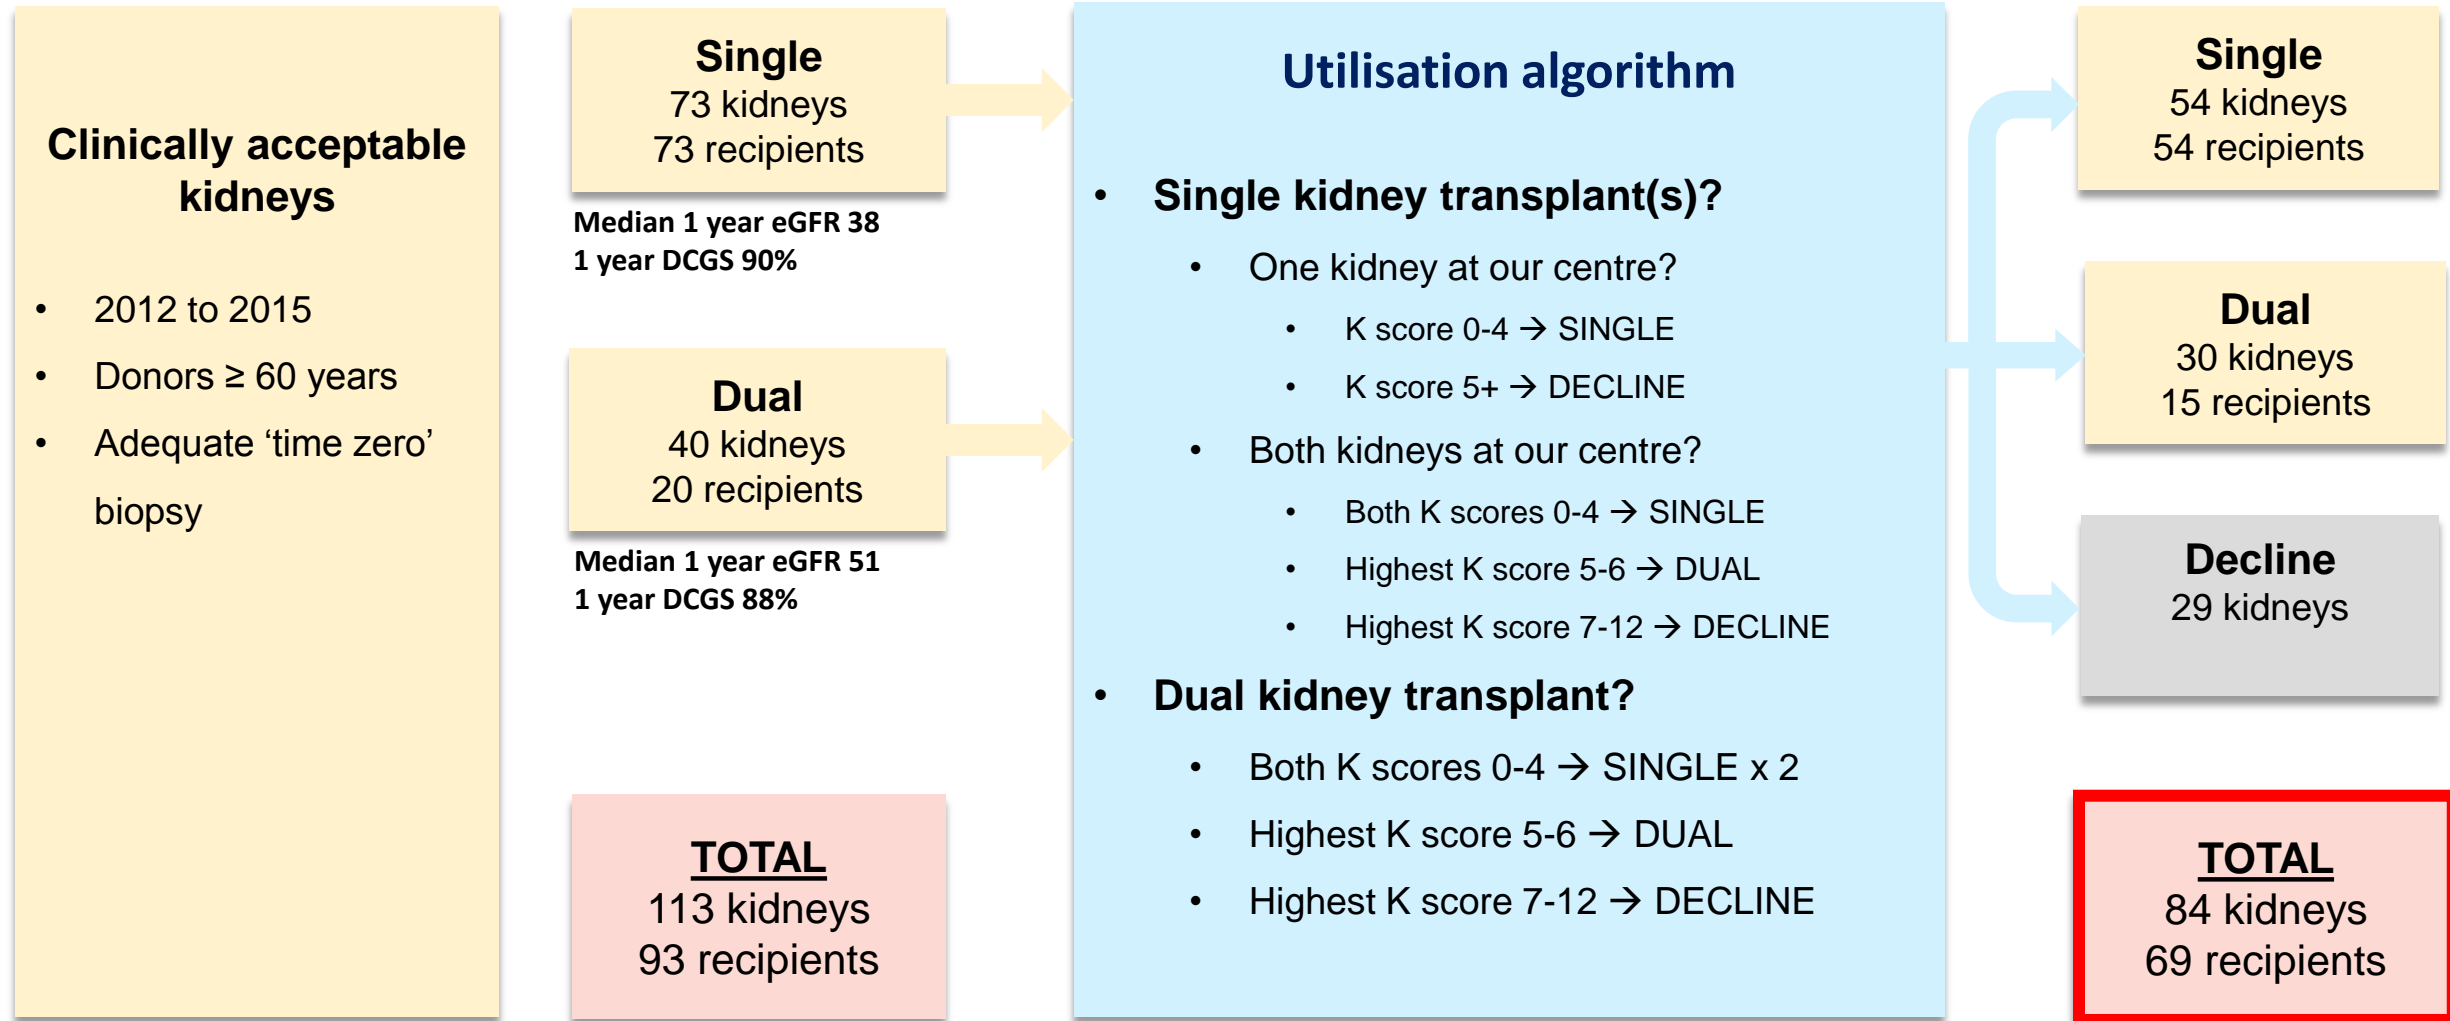 Clinically acceptable
kidneys
• 2012 to 2015
• Donors ≥ 60 years
• Adequate ‘time zero’
biopsy
Single
73 kidneys
73 recipients
Median 1 year eGFR 38
1 year DCGS 90%
Dual
40 kidneys
20 recipients
Median 1 year eGFR 51
1 year DCGS 88%
TOTAL
113 kidneys
93 recipients
Utilisation algorithm
• Single kidney transplant(s)?
• One kidney at our centre?
• K score 0-4 → SINGLE
• K score 5+ → DECLINE
• Both kidneys at our centre?
• Both K scores 0-4 → SINGLE
• Highest K score 5-6 → DUAL
• Highest K score 7-12 → DECLINE
• Dual kidney transplant?
• Both K scores 0-4 → SINGLE x 2
• Highest K score 5-6 → DUAL
• Highest K score 7-12 → DECLINE
Single
54 kidneys
54 recipients
Dual
30 kidneys
15 recipients
Decline
29 kidneys
TOTAL
84 kidneys
69 recipients